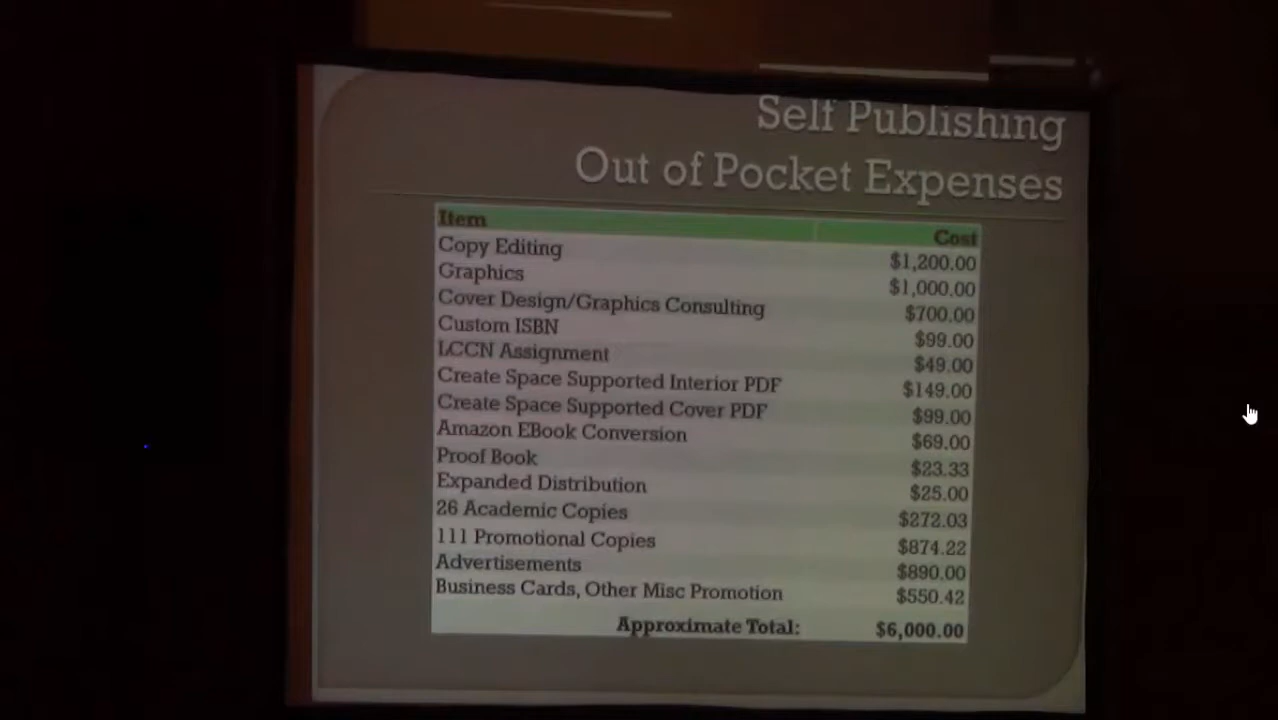 Self Publishing
Out of Pocket Expenses
Item Cost
Copy Editing $1,200.00
Graphics $1,000.00
Cover Design/Graphics Consulting $700.00
Custom ISBN $99.00
LCCN Assignment $49.00
Create Space Supported Interior PDF $149.00
Create Space Supported Cover PDF $99.00
Amazon EBook Conversion $69.00
Proof Book $23.33
Expanded Distribution $25.00
26 Academic Copies $272.03
111 Promotional Copies $874.22
Advertisements $890.00
Business Cards, Other Misc Promotion $550.42
Approximate Total: $6,000.00